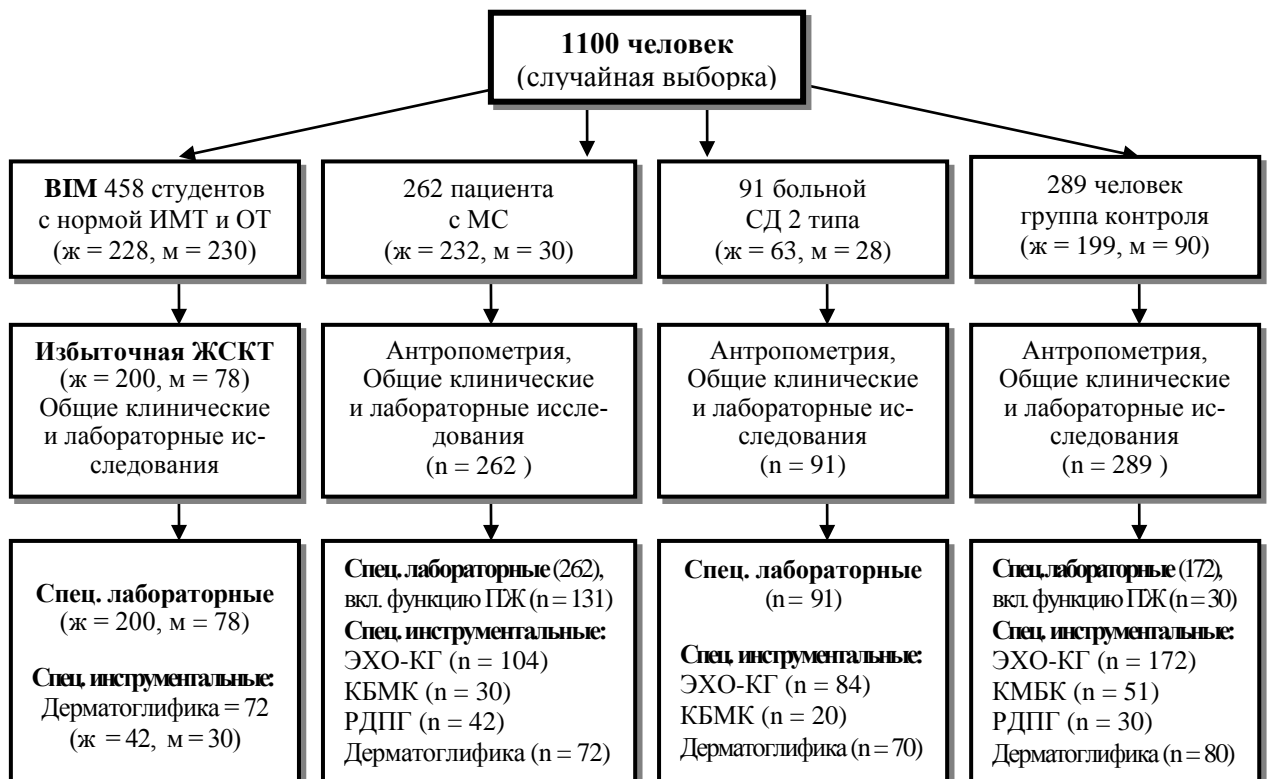 1100 человек
(случайная выборка)
BIM 458 студентов
с нормой ИМТ и ОТ
(ж = 228, м = 230)
262 пациента
с МС
(ж = 232, м = 30)
91 больной
СД 2 типа
(ж = 63, м = 28)
289 человек
группа контроля
(ж = 199, м = 90)
Избыточная ЖСКТ
(ж = 200, м = 78)
Общие клинические
и лабораторные ис-
следования
Антропометрия,
Общие клинические
и лабораторные иссле-
дования
(n = 262 )
Антропометрия,
Общие клинические
и лабораторные ис-
следования
(n = 91)
Антропометрия,
Общие клинические
и лабораторные ис-
следования
(n = 289 )
Спец. лабораторные
(ж = 200, м = 78)
Спец. инструментальные:
Дерматоглифика = 72
(ж = 42, м = 30)
Спец. лабораторные (262),
вкл. функцию ПЖ (n = 131)
Спец. инструментальные:
ЭХО-КГ (n = 104)
КБМК (n = 30)
РДПГ (n = 42)
Дерматоглифика (n = 72)
Спец. лабораторные
(n = 91)
Спец. инструментальные:
ЭХО-КГ (n = 84)
КБМК (n = 20)
Дерматоглифика (n = 70)
Спец. лабораторные (172),
вкл. функцию ПЖ (n = 30)
Спец. инструментальные:
ЭХО-КГ (n = 172)
КМБК (n = 51)
РДПГ (n = 30)
Дерматоглифика (n = 80)